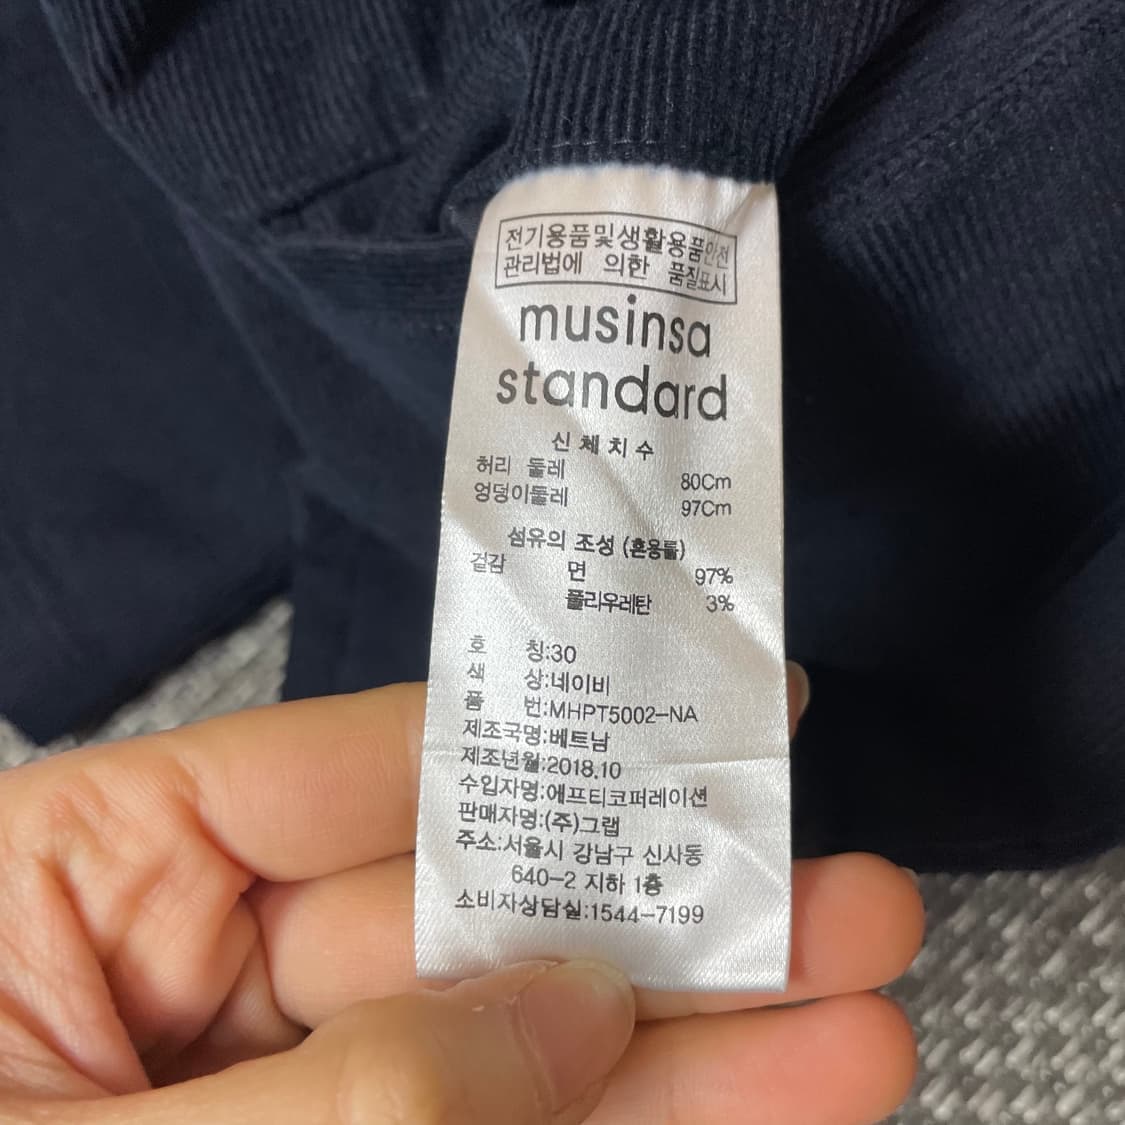 전기용품및생활용품안전
관리법에 의한 품질표시
musinsa
standard
신체치수
허리 둘레 80Cm
엉덩이둘레 97Cm
섬유의 조성 (혼용률)
겉감 면 97%
폴리우레탄 3%
호 칭:30
색 상:네이비
품 번:MHPT5002-NA
제조국명:베트남
제조년월:2018.10
수입자명:에프티코퍼레이션
판매자명:(주)그랩
주소:서울시 강남구 신사동
640-2 지하 1층
소비자상담실:1544-7199